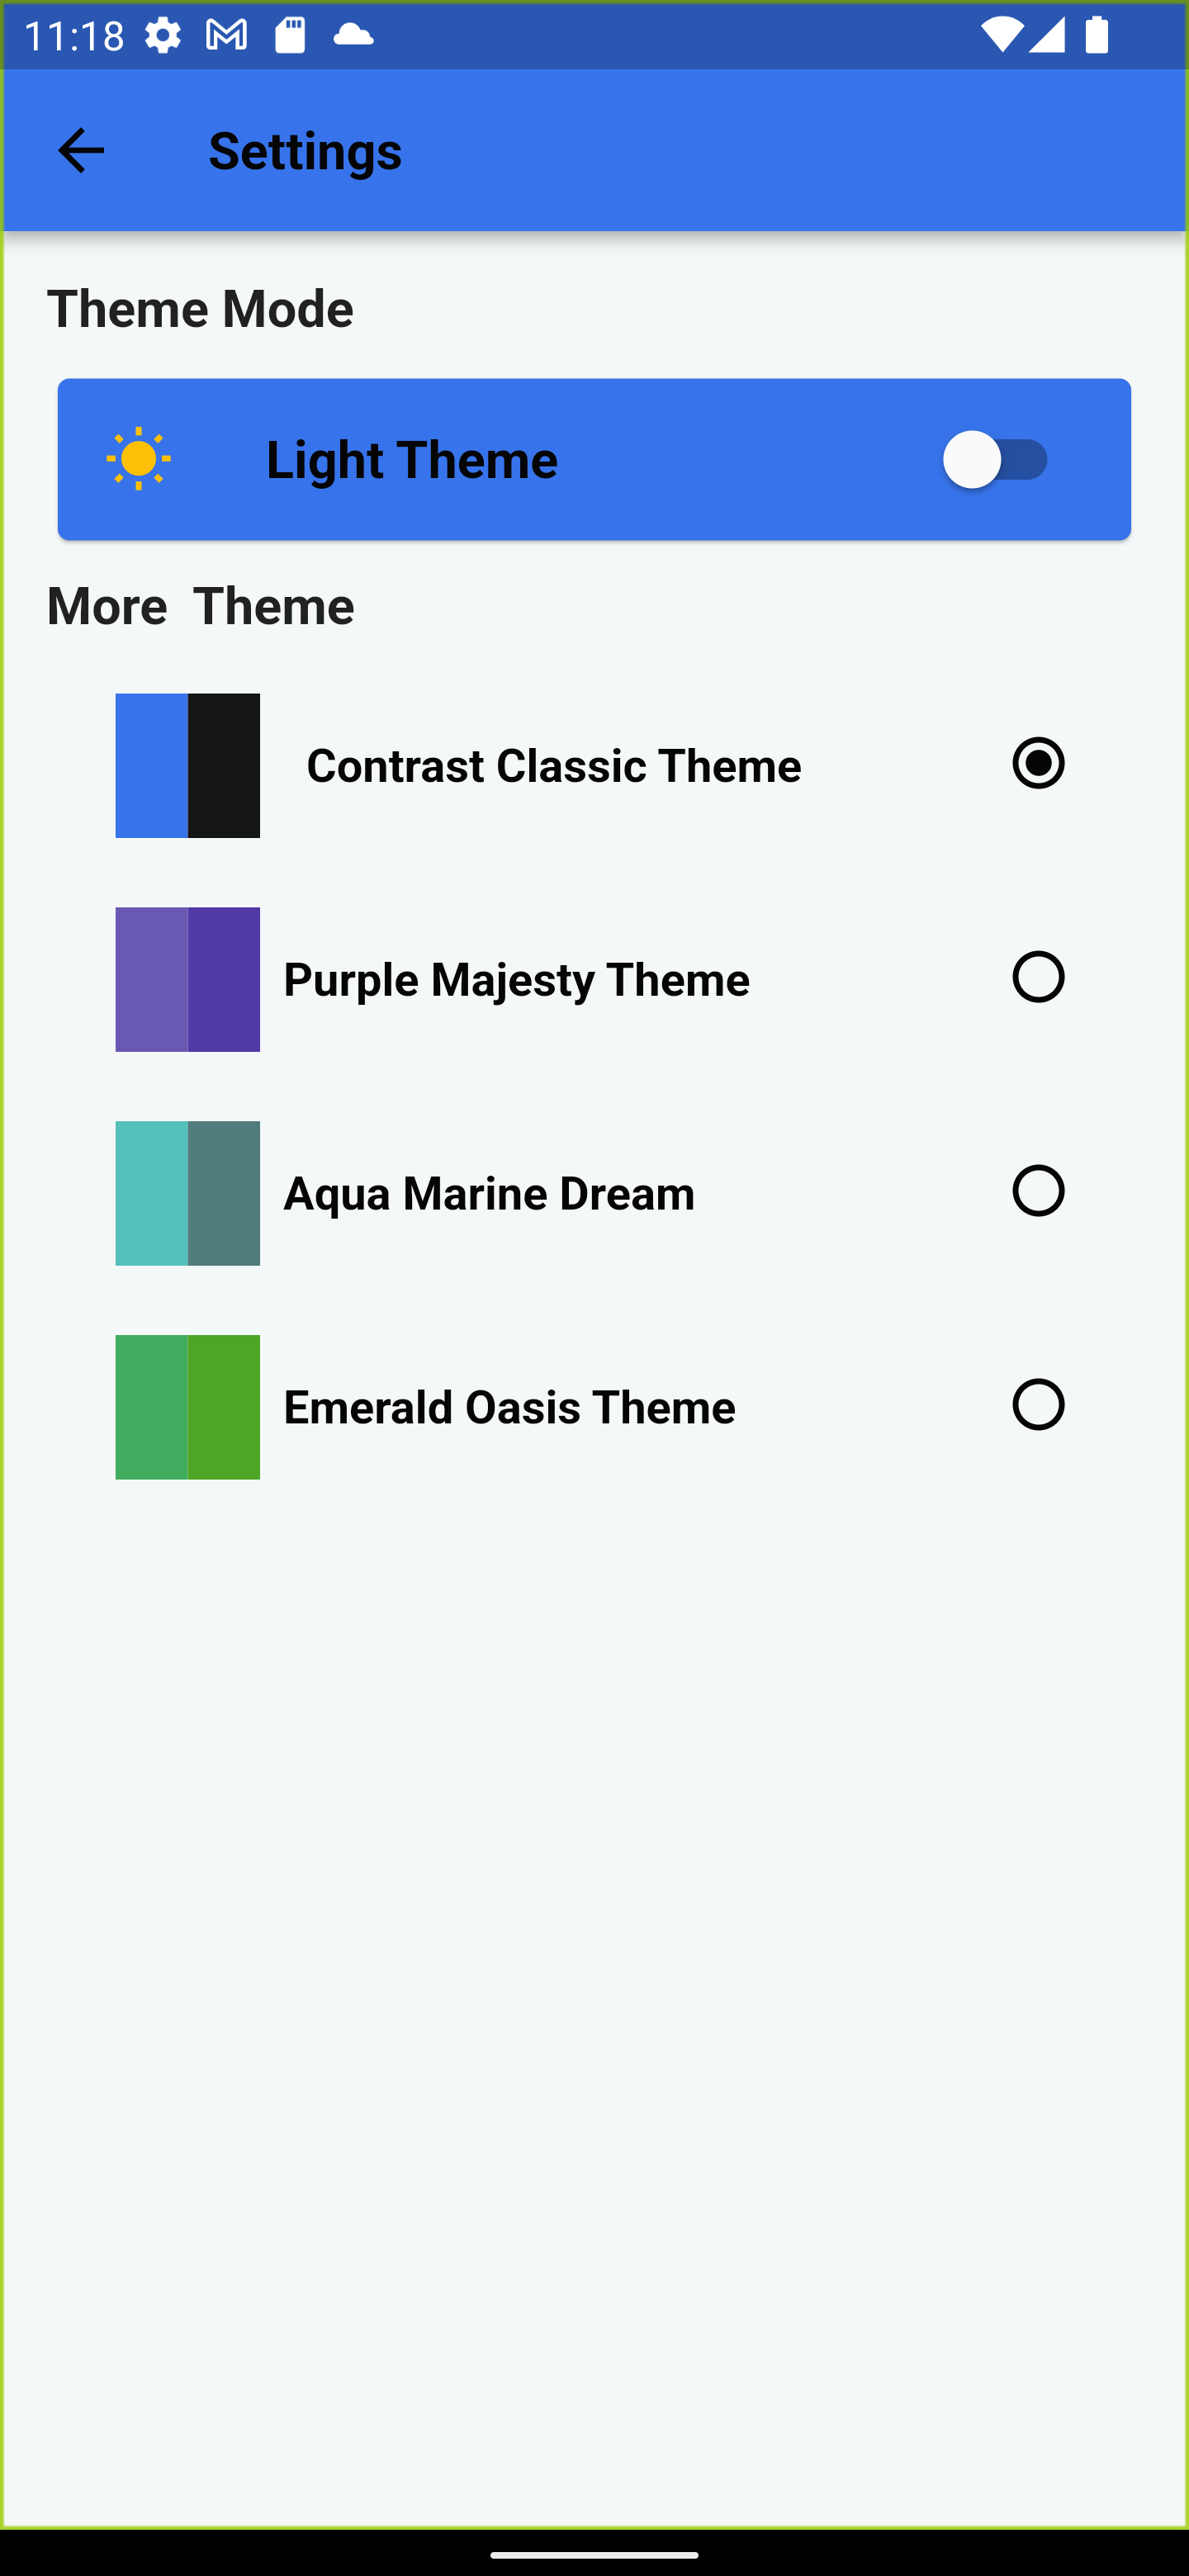 11:18
Settings
Theme Mode
Light Theme
More  Theme
Contrast Classic Theme
Purple Majesty Theme
Aqua Marine Dream
Emerald Oasis Theme